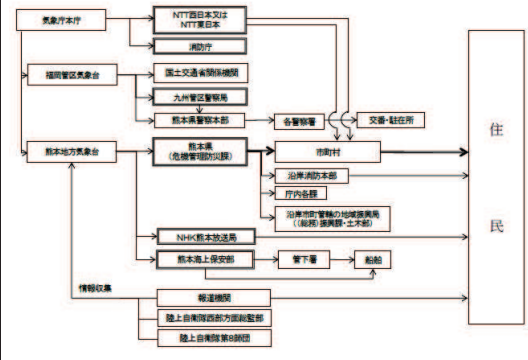 気象庁本庁
NTT西日本又は
NTT東日本
消防庁
福岡管区気象台
国土交通省関係機関
九州管区警察局
熊本県警察本部
各警察署
交番・駐在所
熊本地方気象台
熊本県
(危機管理防災課)
市町村
沿岸消防本部
庁内各課
沿岸市町管轄の地域振興局
((総務)振興課・土木部)
NHK熊本放送局
熊本海上保安部
管下署
船舶
情報収集
報道機関
陸上自衛隊西部方面総監部
陸上自衛隊第8師団
住
民